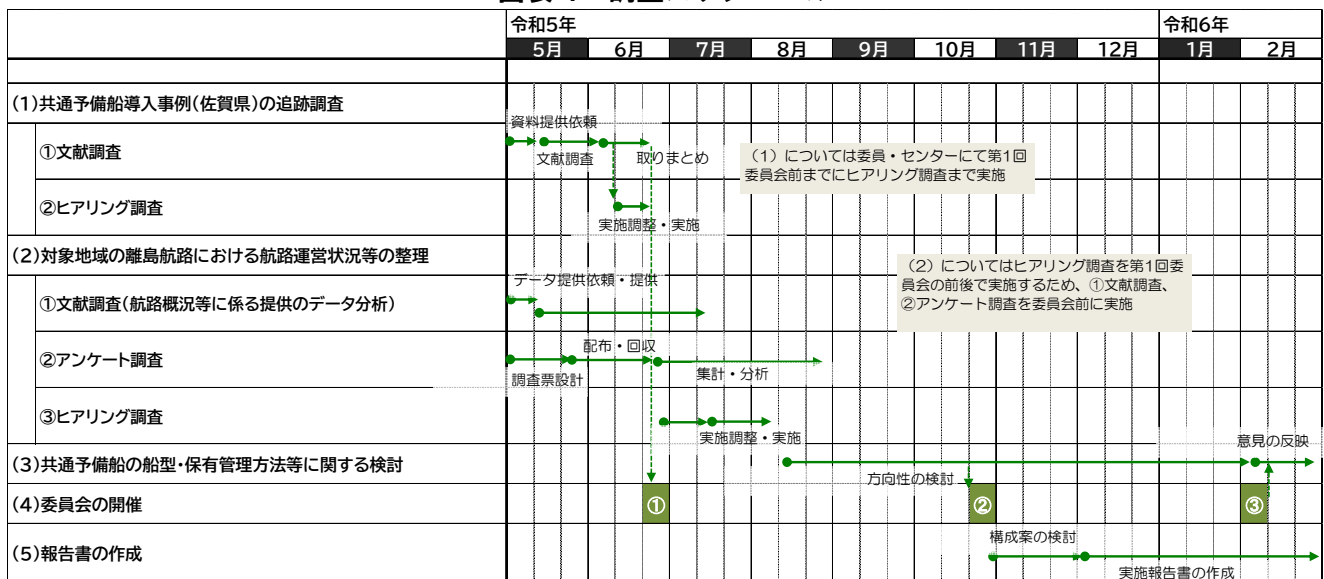 令和5年 令和6年
5月 6月 7月 8月 9月 10月 11月 12月 1月 2月
(1)共通予備船導入事例(佐賀県)の追跡調査
資料提供依頼
①文献調査
文献調査 取りまとめ
(1)については委員・センターにて第1回
委員会前までにヒアリング調査まで実施
②ヒアリング調査
実施調整・実施
(2)対象地域の離島航路における航路運営状況等の整理
(2)についてはヒアリング調査を第1回委
員会の前後で実施するため、①文献調査、
②アンケート調査を委員会前に実施
データ提供依頼・提供
①文献調査(航路概況等に係る提供のデータ分析)
配布・回収
②アンケート調査
調査票設計 集計・分析
③ヒアリング調査
実施調整・実施
意見の反映
(3)共通予備船の船型・保有管理方法等に関する検討
方向性の検討
(4)委員会の開催
① ② ③
構成案の検討
(5)報告書の作成
実施報告書の作成